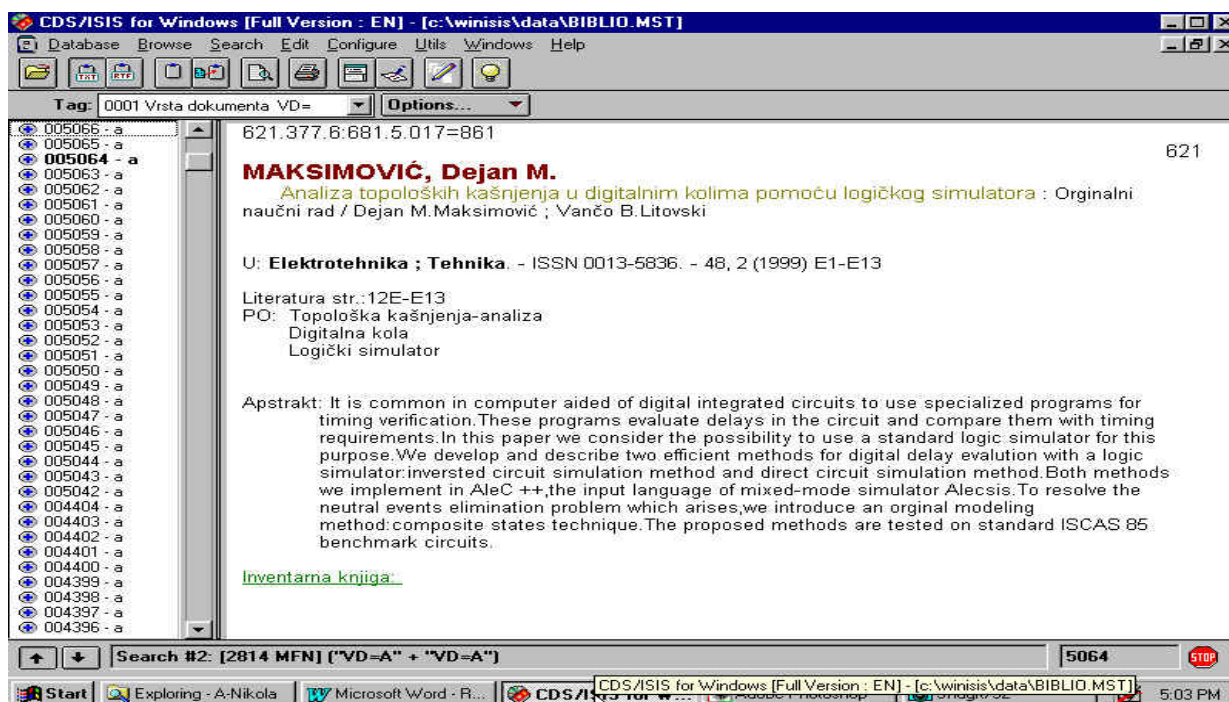 CDS/ISIS for Windows [Full Version : EN] - [c:\winisis\data\BIBLIO.MST]
Database Browse Search Edit Configure Utils Windows Help
TXT RTF
Tag: 0001 Vrsta dokumenta VD= Options...
005066 - a
005065 - a
005064 - a
005063 - a
005062 - a
005061 - a
005060 - a
005059 - a
005058 - a
005057 - a
005056 - a
005055 - a
005054 - a
005053 - a
005052 - a
005051 - a
005050 - a
005049 - a
005048 - a
005047 - a
005046 - a
005045 - a
005044 - a
005043 - a
005042 - a
004404 - a
004403 - a
004402 - a
004401 - a
004400 - a
004399 - a
004398 - a
004397 - a
004396 - a
621.377.6:681.5.017=861
621
MAKSIMOVIĆ, Dejan M.
Analiza topoloških kašnjenja u digitalnim kolima pomoću logičkog simulatora : Orginalni
naučni rad / Dejan M.Maksimović ; Vančo B.Litovski
U: Elektrotehnika ; Tehnika. - ISSN 0013-5836. - 48, 2 (1999) E1-E13
Literatura str.:12E-E13
PO: Topološka kašnjenja-analiza
Digitalna kola
Logički simulator
Apstrakt: It is common in computer aided of digital integrated circuits to use specialized programs for
timing verification.These programs evaluate delays in the circuit and compare them with timing
requirements.In this paper we consider the possibility to use a standard logic simulator for this
purpose.We develop and describe two efficient methods for digital delay evalution with a logic
simulator:inversted circuit simulation method and direct circuit simulation method.Both methods
we implement in AleC ++,the input language of mixed-mode simulator Alecsis.To resolve the
neutral events elimination problem which arises,we introduce an orginal modeling
method:composite states technique.The proposed methods are tested on standard ISCAS 85
benchmark circuits.
Inventarna knjiga:
Search #2: [2814 MFN] ("VD=A" + "VD=A")
5064
STOP
CDS/ISIS for Windows [Full Version : EN] - [c:\winisis\data\BIBLIO.MST]
Start Exploring - A-Nikola Microsoft Word - R... 5:03 PM